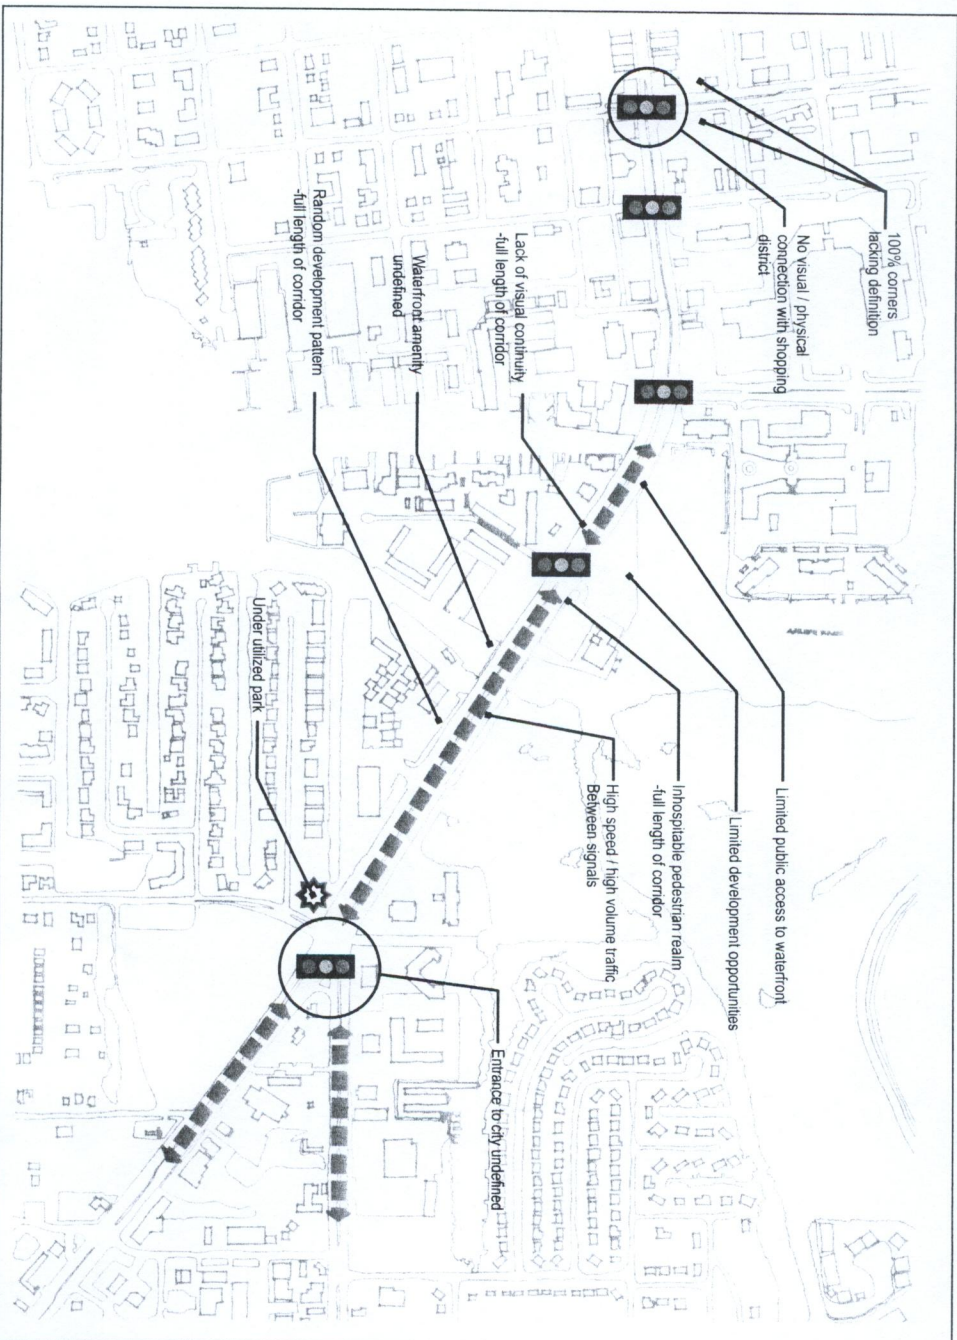 100% corners
lacking definition
No visual / physical
connection with shopping
district
Lack of visual continuity
-full length of corridor
Waterfront amenity
undefined
Random development pattern
-full length of corridor
Limited public access to waterfront
Limited development opportunities
Inhospitable pedestrian realm
-full length of corridor
High speed / high volume traffic
Between signals
Under utilized park
Entrance to city undefined